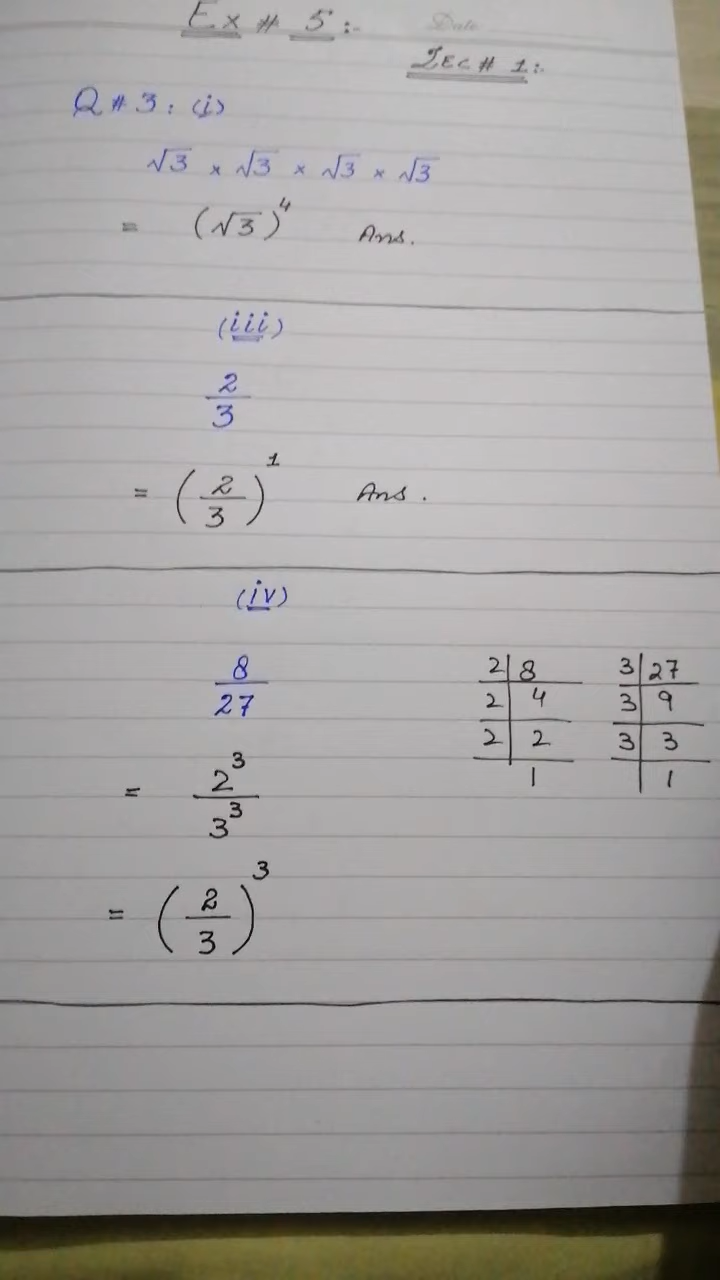 Ex # 5 :-
Date
Lec # 1 :-
Q # 3 : (i)
√3 × √3 × √3 × √3
= (√3)⁴ Ans.
(iii)
2
3
= (2/3)¹ Ans.
(iv)
8
27
= 2³/3³
= (2/3)³
2 | 8
2 | 4
2 | 2
1
3 | 27
3 | 9
3 | 3
1